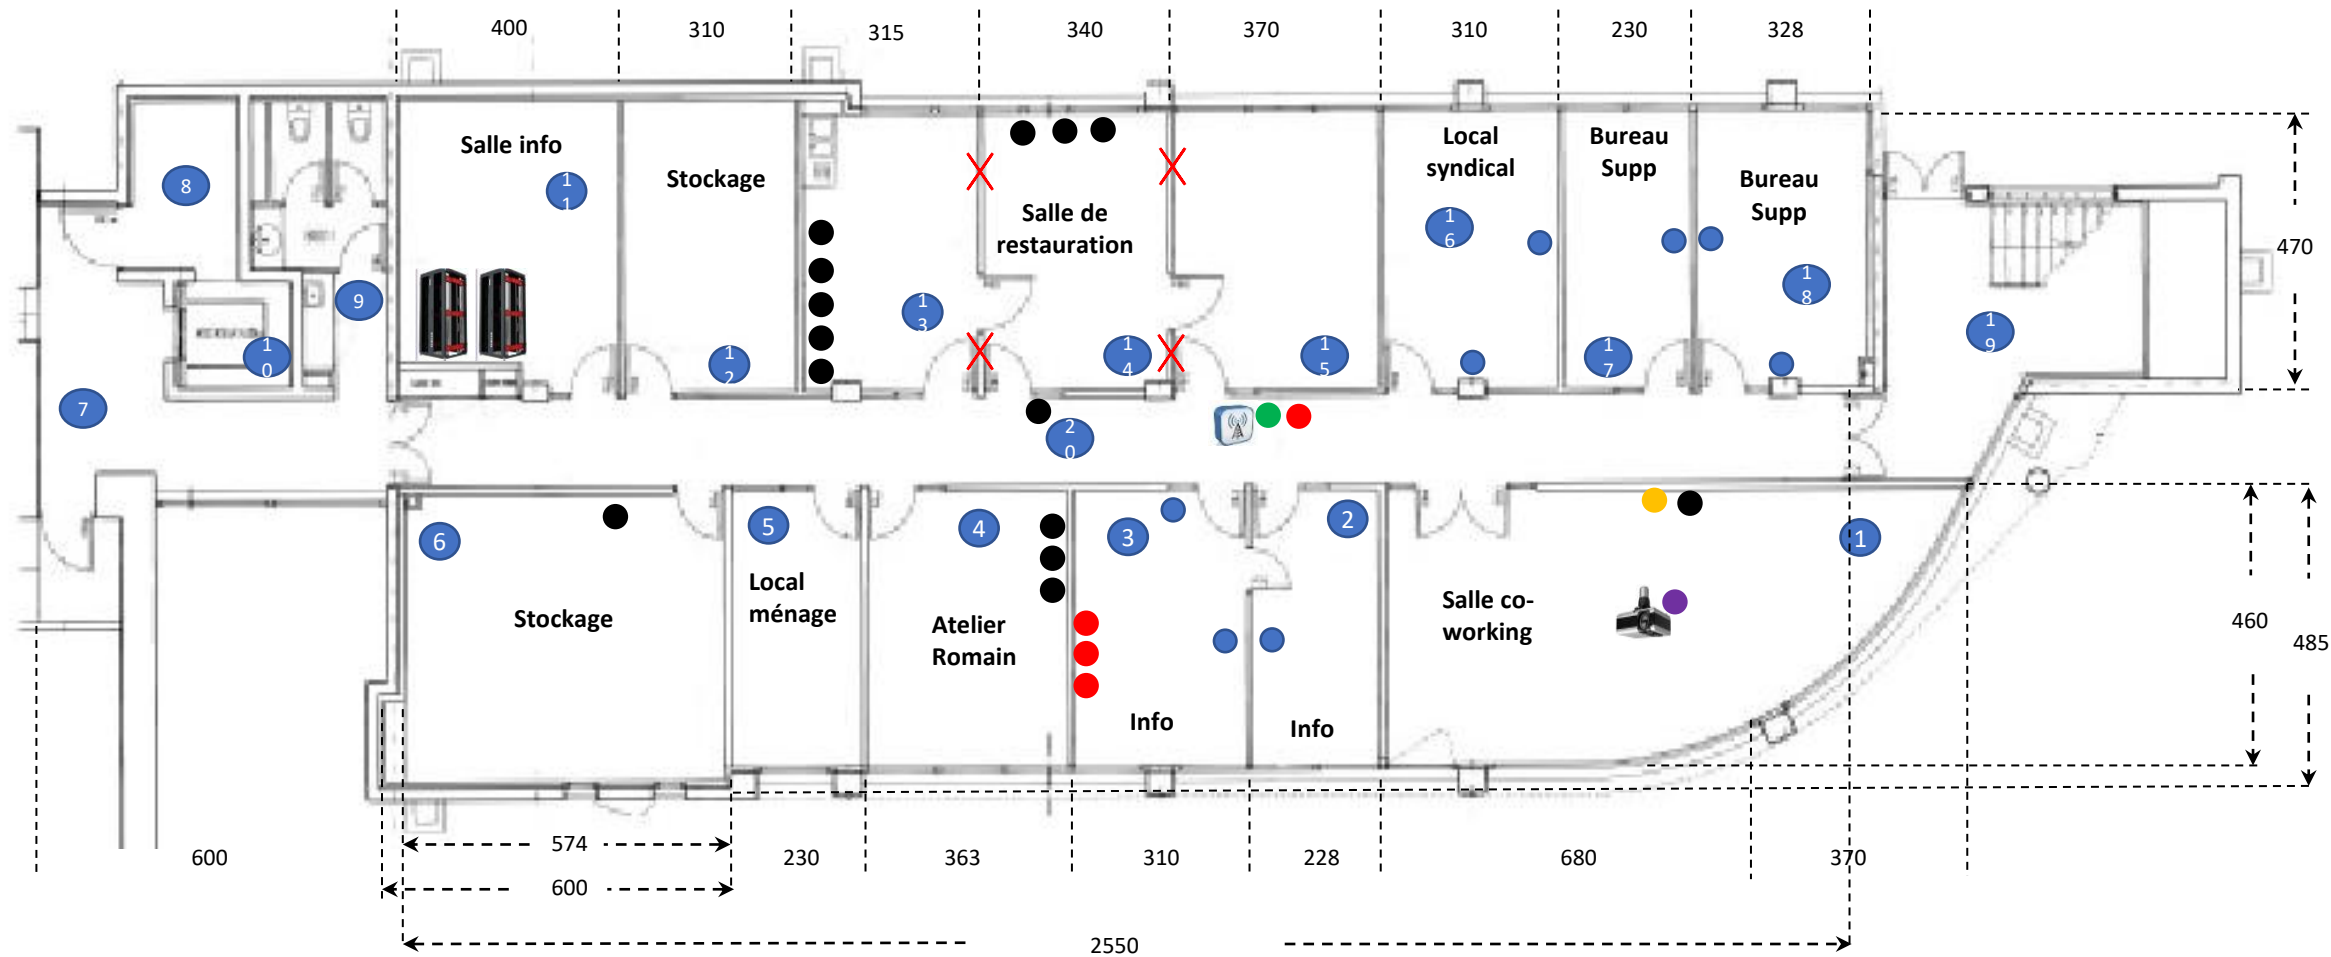 400
310
315
340
370
310
230
328
Salle info
Stockage
Salle de
restauration
Local
syndical
Bureau
Supp
Bureau
Supp
8
11
16
9
18
13
19
10
12
14
15
17
7
20
470
6
5
4
3
2
1
Stockage
Local
ménage
Atelier
Romain
Info
Info
Salle co-
working
460
485
600
574
600
230
363
310
228
680
370
2550